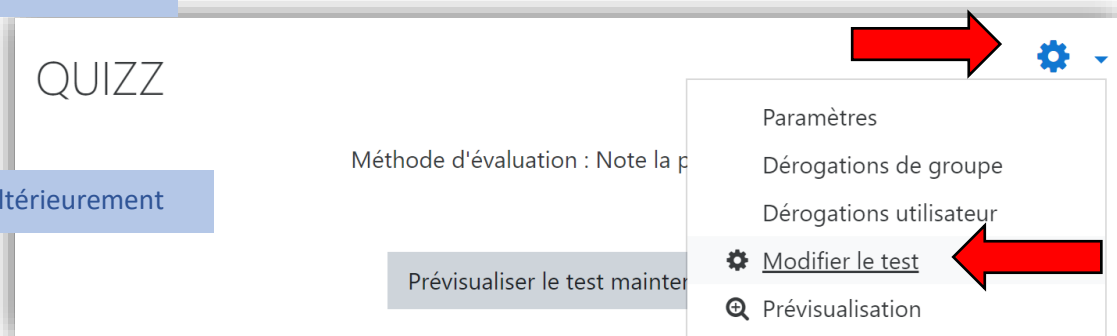 QUIZZ
Méthode d'évaluation : Note la
ltérieurement
Prévisualiser le test
Paramètres
Dérogations de groupe
Dérogations utilisateur
Modifier le test
Prévisualisation